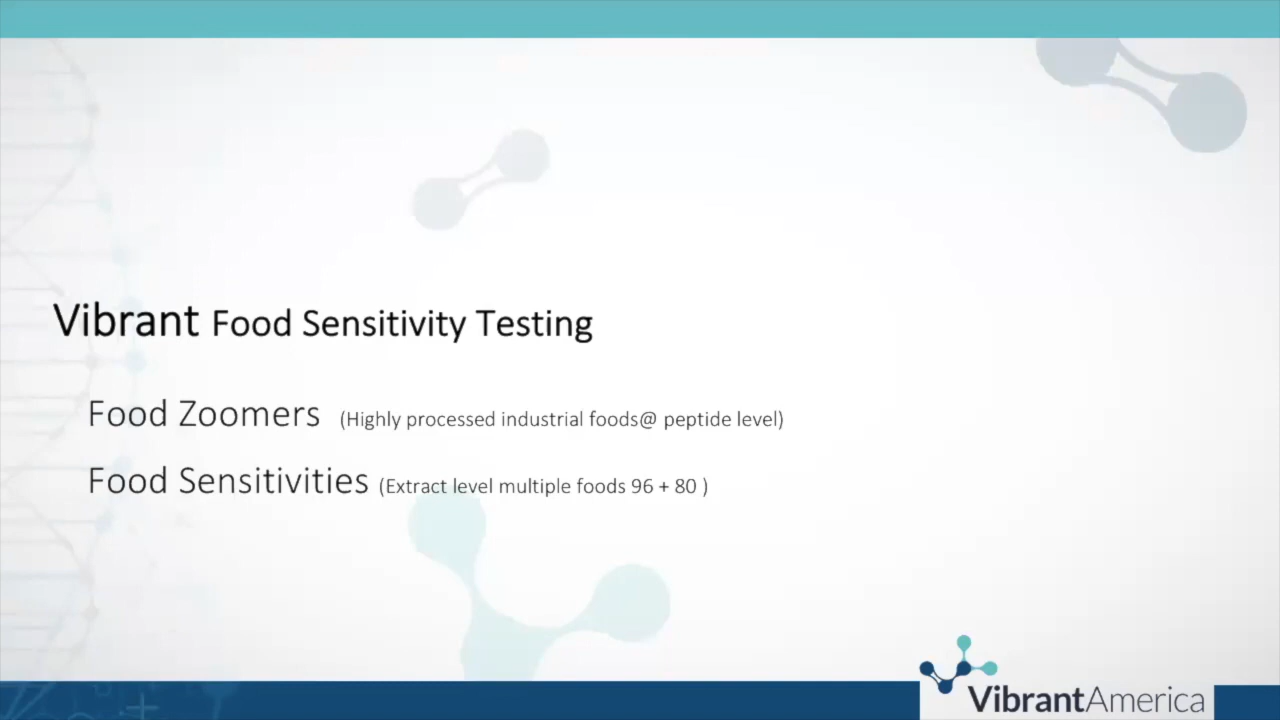 Vibrant Food Sensitivity Testing
Food Zoomers (Highly processed industrial foods@ peptide level)
Food Sensitivities (Extract level multiple foods 96 + 80 )
VibrantAmerica